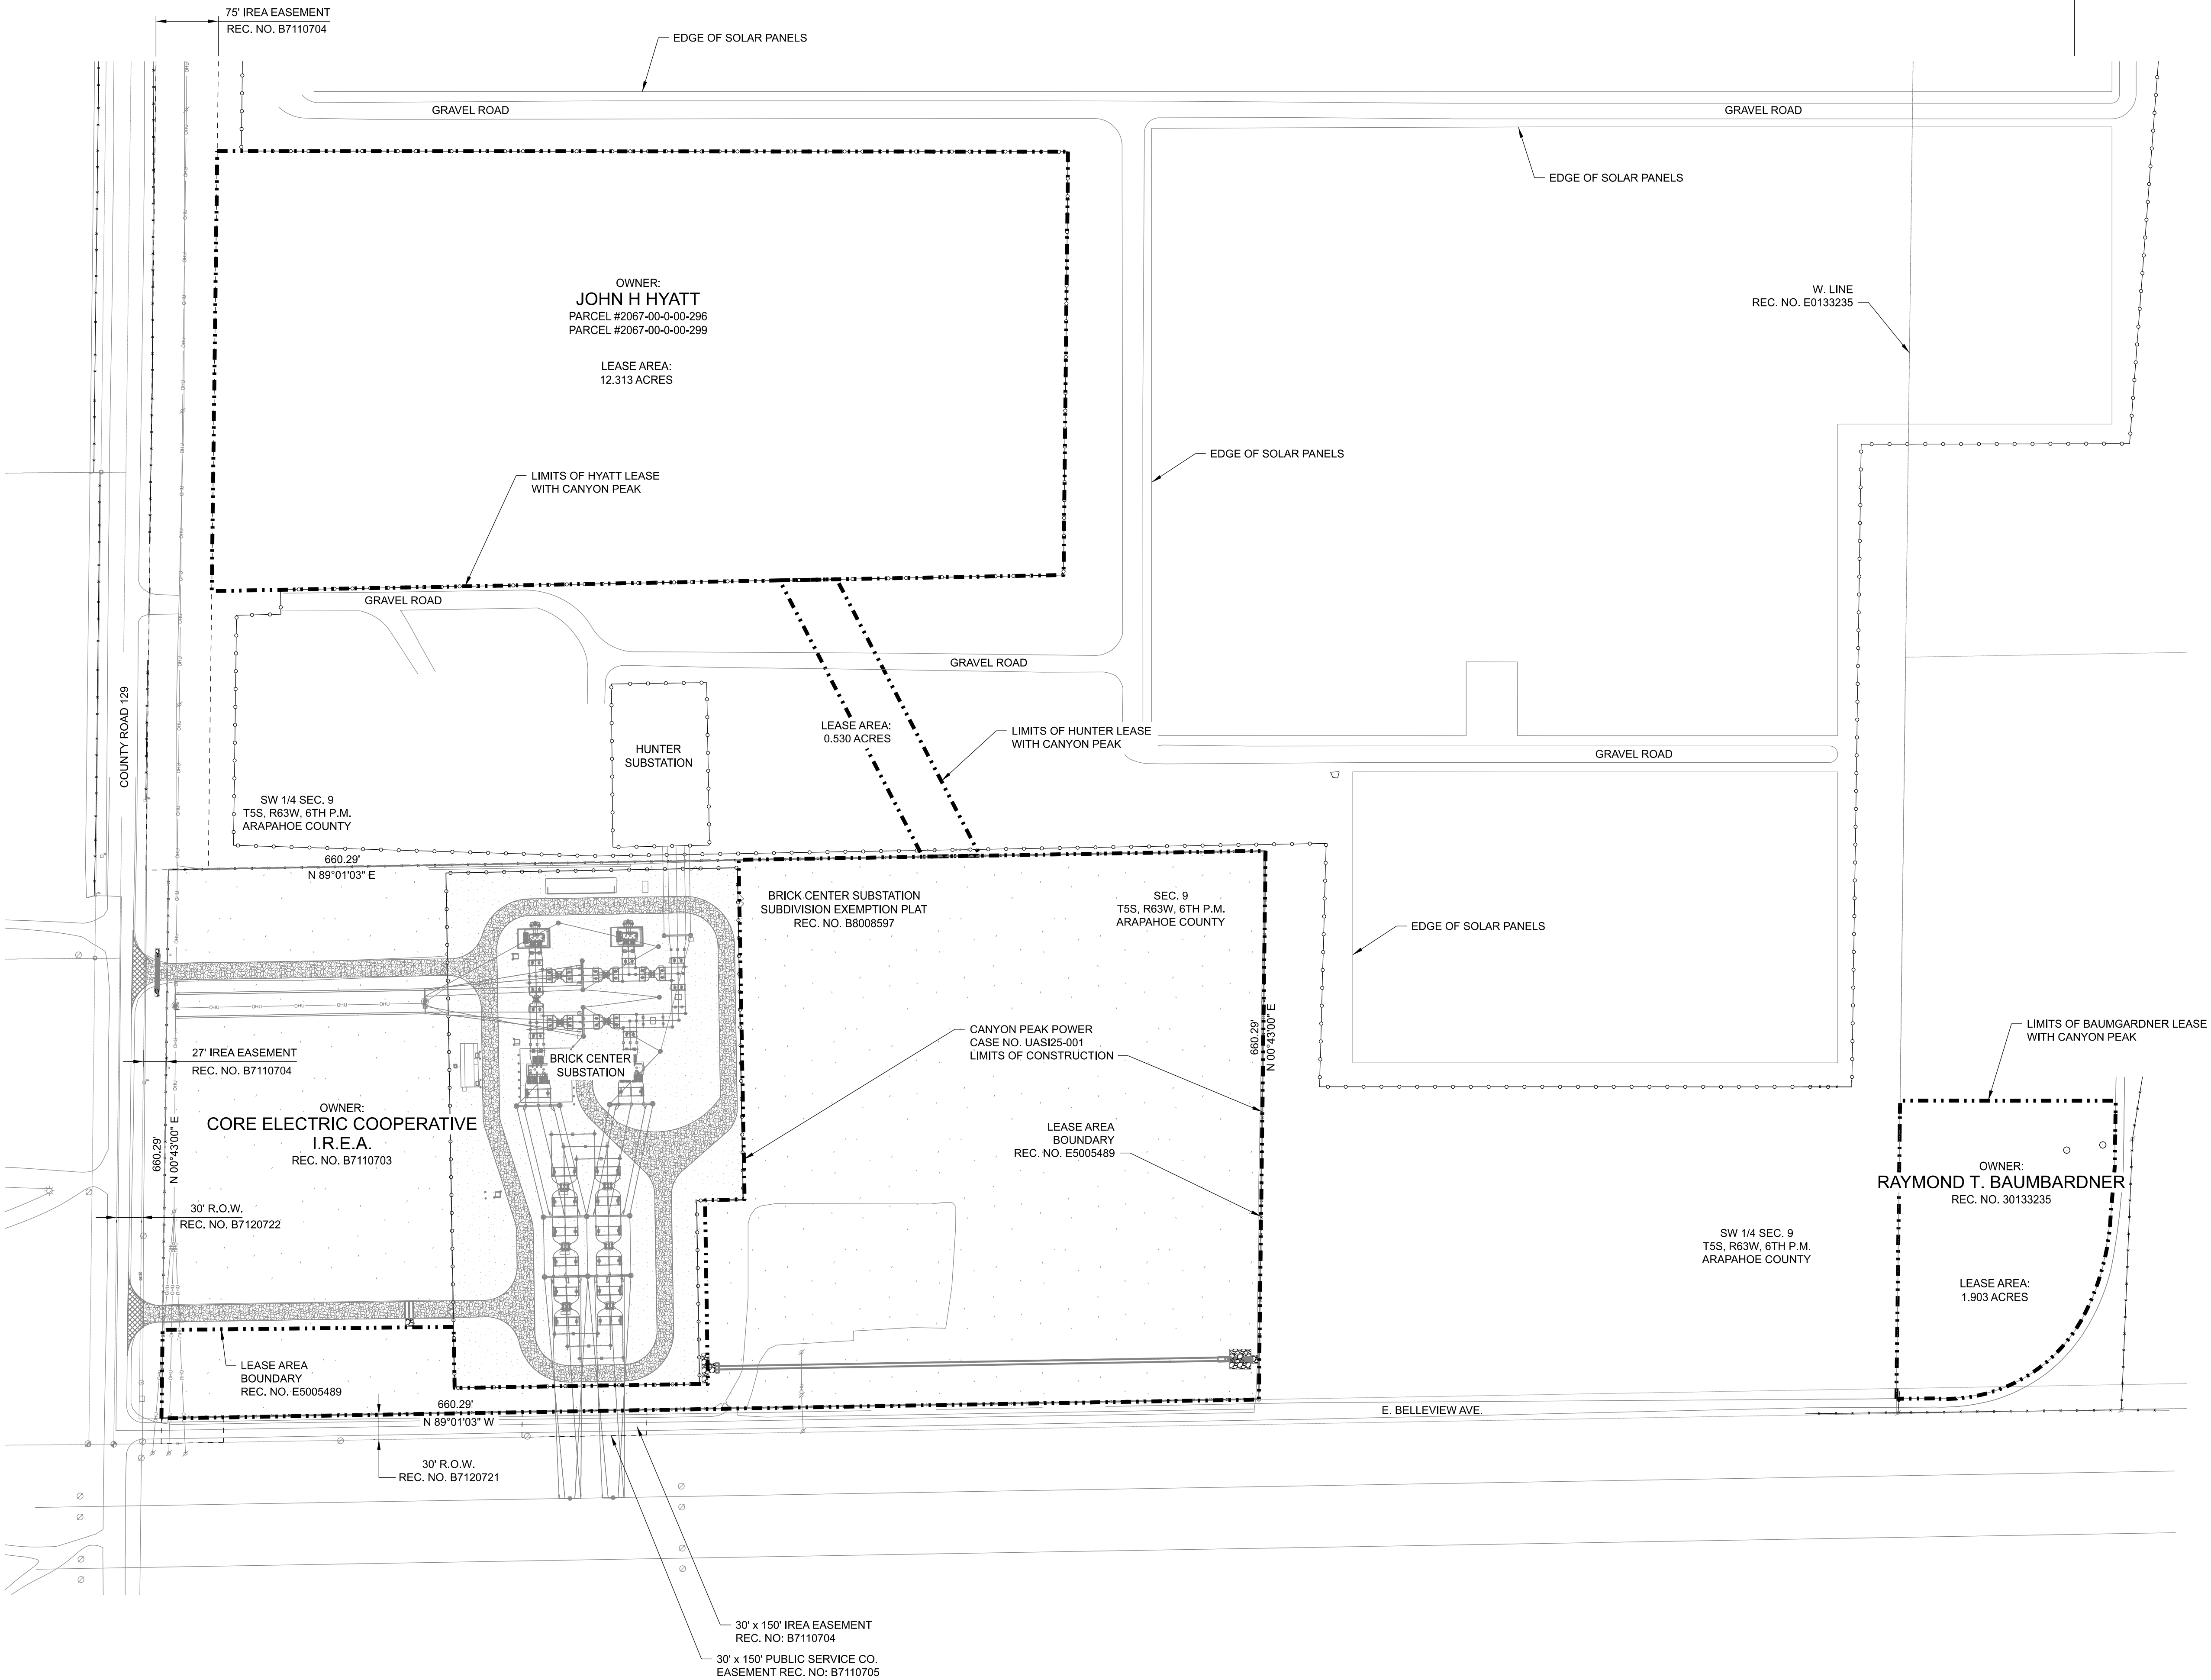 75' IREA EASEMENT
REC. NO. B7110704
EDGE OF SOLAR PANELS
GRAVEL ROAD
GRAVEL ROAD
EDGE OF SOLAR PANELS
OWNER:
JOHN H HYATT
PARCEL #2067-00-0-00-296
PARCEL #2067-00-0-00-299
LEASE AREA:
12.313 ACRES
W. LINE
REC. NO. E0133235
EDGE OF SOLAR PANELS
LIMITS OF HYATT LEASE
WITH CANYON PEAK
GRAVEL ROAD
GRAVEL ROAD
COUNTY ROAD 129
LEASE AREA:
0.530 ACRES
LIMITS OF HUNTER LEASE
WITH CANYON PEAK
HUNTER
SUBSTATION
GRAVEL ROAD
SW 1/4 SEC. 9
T5S, R63W, 6TH P.M.
ARAPAHOE COUNTY
660.29'
N 89°01'03" E
BRICK CENTER SUBSTATION
SUBDIVISION EXEMPTION PLAT
REC. NO. B8008597
SEC. 9
T5S, R63W, 6TH P.M.
ARAPAHOE COUNTY
EDGE OF SOLAR PANELS
CANYON PEAK POWER
CASE NO. UASI25-001
LIMITS OF CONSTRUCTION
660.29'
N 00°43'00" E
LIMITS OF BAUMGARDNER LEASE
WITH CANYON PEAK
27' IREA EASEMENT
REC. NO. B7110704
BRICK CENTER
SUBSTATION
OWNER:
CORE ELECTRIC COOPERATIVE
I.R.E.A.
REC. NO. B7110703
660.29'
N 00°43'00" E
LEASE AREA
BOUNDARY
REC. NO. E5005489
OWNER:
RAYMOND T. BAUMBARDNER
REC. NO. 30133235
30' R.O.W.
REC. NO. B7120722
SW 1/4 SEC. 9
T5S, R63W, 6TH P.M.
ARAPAHOE COUNTY
LEASE AREA:
1.903 ACRES
LEASE AREA
BOUNDARY
REC. NO. E5005489
660.29'
N 89°01'03" W
E. BELLEVIEW AVE.
30' R.O.W.
REC. NO. B7120721
30' x 150' IREA EASEMENT
REC. NO: B7110704
30' x 150' PUBLIC SERVICE CO.
EASEMENT REC. NO: B7110705